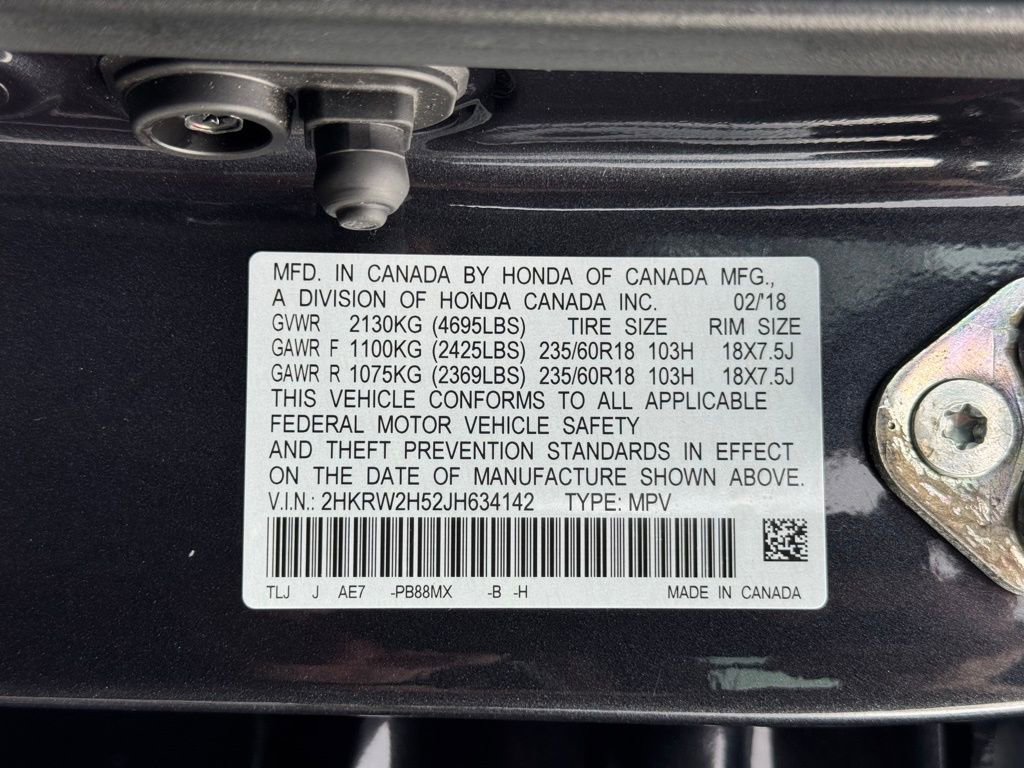 MFD. IN CANADA BY HONDA OF CANADA MFG.,
A DIVISION OF HONDA CANADA INC. 02/'18
GVWR 2130KG (4695LBS) TIRE SIZE RIM SIZE
GAWR F 1100KG (2425LBS) 235/60R18 103H 18X7.5J
GAWR R 1075KG (2369LBS) 235/60R18 103H 18X7.5J
THIS VEHICLE CONFORMS TO ALL APPLICABLE
FEDERAL MOTOR VEHICLE SAFETY
AND THEFT PREVENTION STANDARDS IN EFFECT
ON THE DATE OF MANUFACTURE SHOWN ABOVE.
V.I.N.: 2HKRW2H52JH634142 TYPE: MPV
TLJ J AE7 -PB88MX -B -H MADE IN CANADA